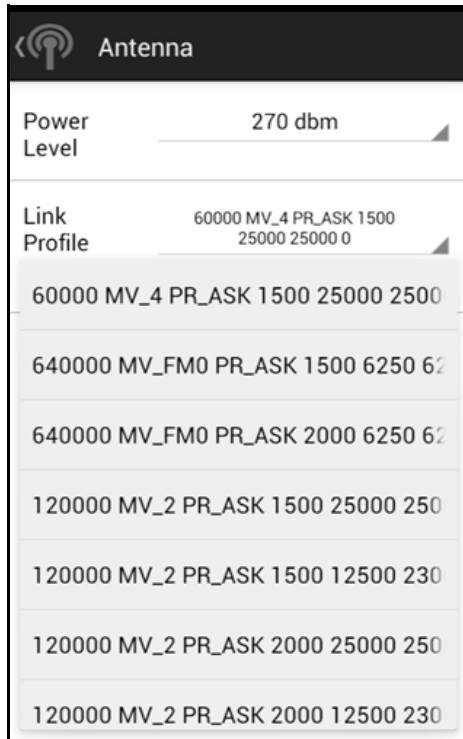 Antenna
Power
Level
270 dbm
Link
Profile
60000 MV_4 PR_ASK 1500
25000 25000 0
60000 MV_4 PR_ASK 1500 25000 2500
640000 MV_FM0 PR_ASK 1500 6250 62
640000 MV_FM0 PR_ASK 2000 6250 62
120000 MV_2 PR_ASK 1500 25000 250
120000 MV_2 PR_ASK 1500 12500 230
120000 MV_2 PR_ASK 2000 25000 250
120000 MV_2 PR_ASK 2000 12500 230